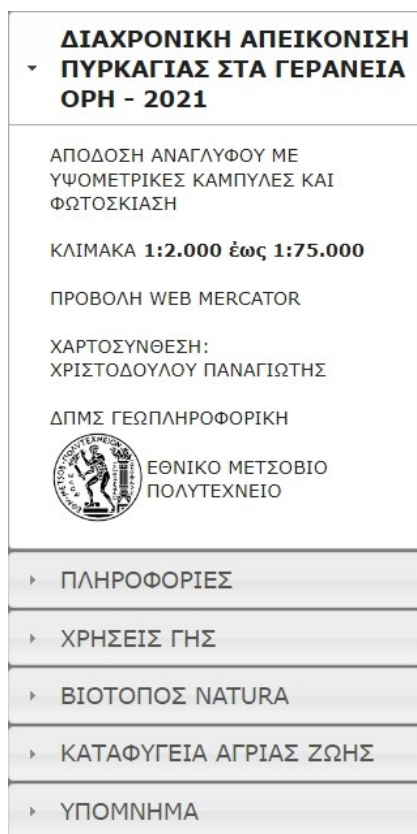 ΔΙΑΧΡΟΝΙΚΗ ΑΠΕΙΚΟΝΙΣΗ
ΠΥΡΚΑΓΙΑΣ ΣΤΑ ΓΕΡΑΝΕΙΑ
ΟΡΗ - 2021
ΑΠΟΔΟΣΗ ΑΝΑΓΛΥΦΟΥ ΜΕ
ΥΨΟΜΕΤΡΙΚΕΣ ΚΑΜΠΥΛΕΣ ΚΑΙ
ΦΩΤΟΣΚΙΑΣΗ
ΚΛΙΜΑΚΑ 1:2.000 έως 1:75.000
ΠΡΟΒΟΛΗ WEB MERCATOR
ΧΑΡΤΟΣΥΝΘΕΣΗ:
ΧΡΙΣΤΟΔΟΥΛΟΥ ΠΑΝΑΓΙΩΤΗΣ
ΔΠΜΣ ΓΕΩΠΛΗΡΟΦΟΡΙΚΗ
ΕΘΝΙΚΟ ΜΕΤΣΟΒΙΟ
ΠΟΛΥΤΕΧΝΕΙΟ
ΠΛΗΡΟΦΟΡΙΕΣ
ΧΡΗΣΕΙΣ ΓΗΣ
ΒΙΟΤΟΠΟΣ NATURA
ΚΑΤΑΦΥΓΕΙΑ ΑΓΡΙΑΣ ΖΩΗΣ
ΥΠΟΜΝΗΜΑ